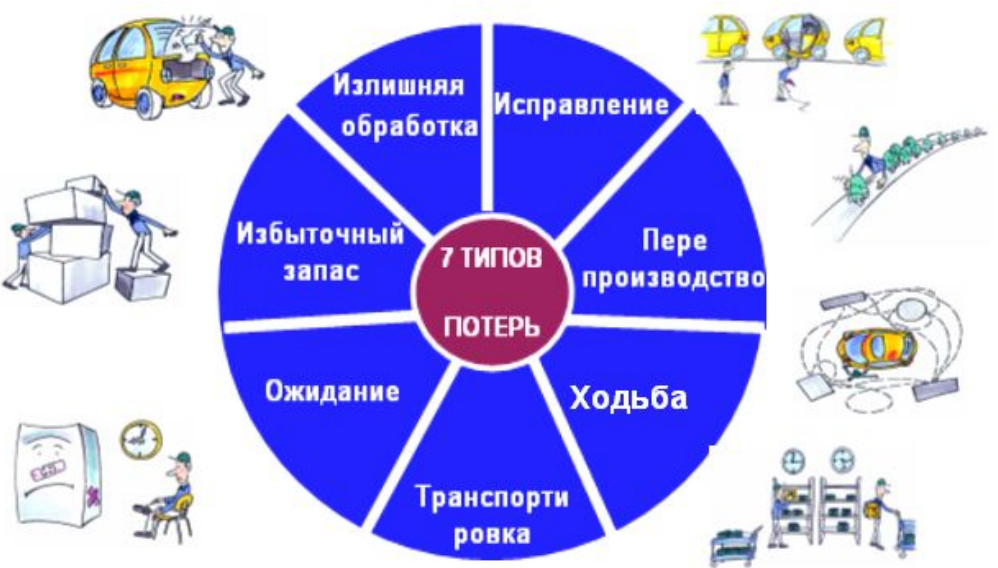 Излишняя
обработка
Исправление
Избыточный
запас
7 ТИПОВ
ПОТЕРЬ
Пере
производство
Ожидание
Ходьба
Транспорти
ровка